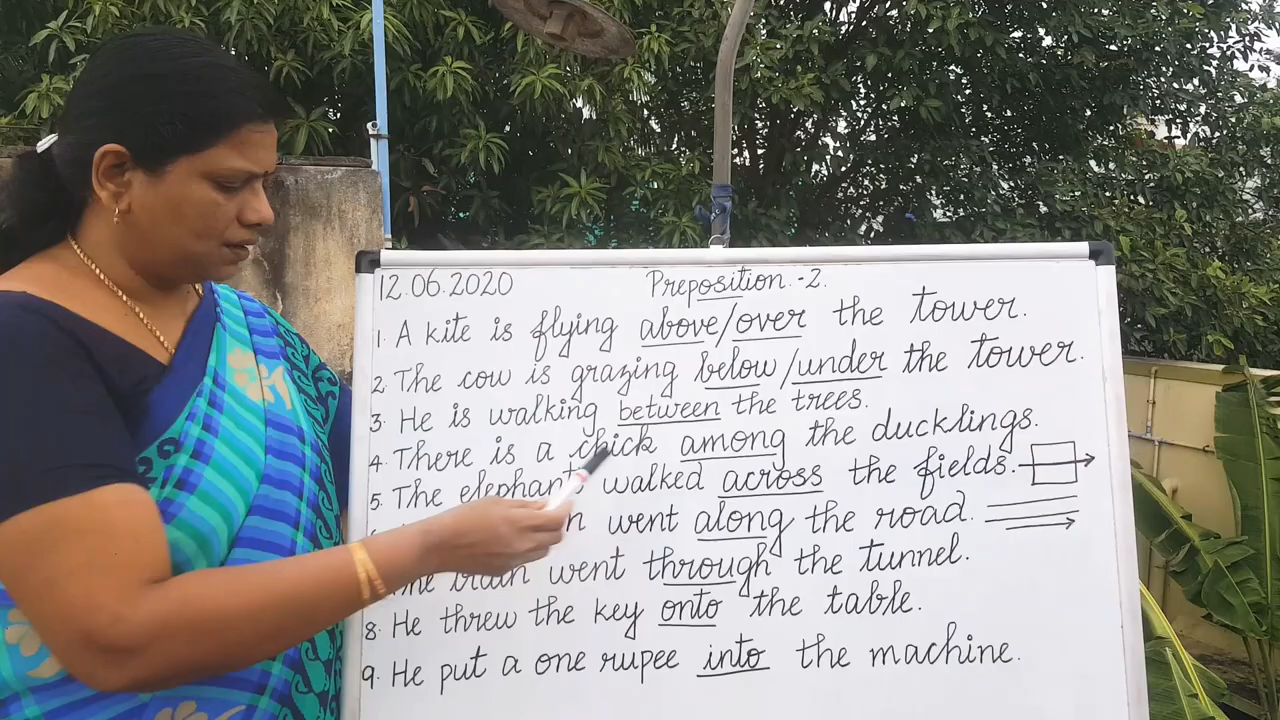 12.06.2020 Preposition.-2.
1. A kite is flying above/over the tower.
2. The cow is grazing below/under the tower.
3. He is walking between the trees.
4. There is a chick among the ducklings.
5. The elephant walked across the fields.
went along the road.
The train went through the tunnel.
8. He threw the key onto the table.
9. He put a one rupee into the machine.